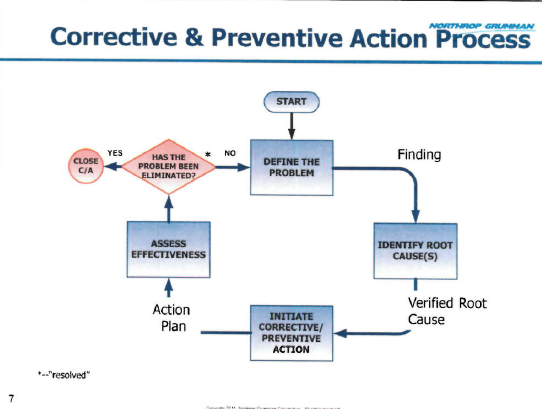 NORTHROP GRUMMAN
Corrective & Preventive Action Process
START
YES
HAS THE
PROBLEM BEEN
ELIMINATED?
*
NO
CLOSE
C/A
DEFINE THE
PROBLEM
Finding
ASSESS
EFFECTIVENESS
IDENTIFY ROOT
CAUSE(S)
Action
Plan
INITIATE
CORRECTIVE/
PREVENTIVE
ACTION
Verified Root
Cause
*--"resolved"
7